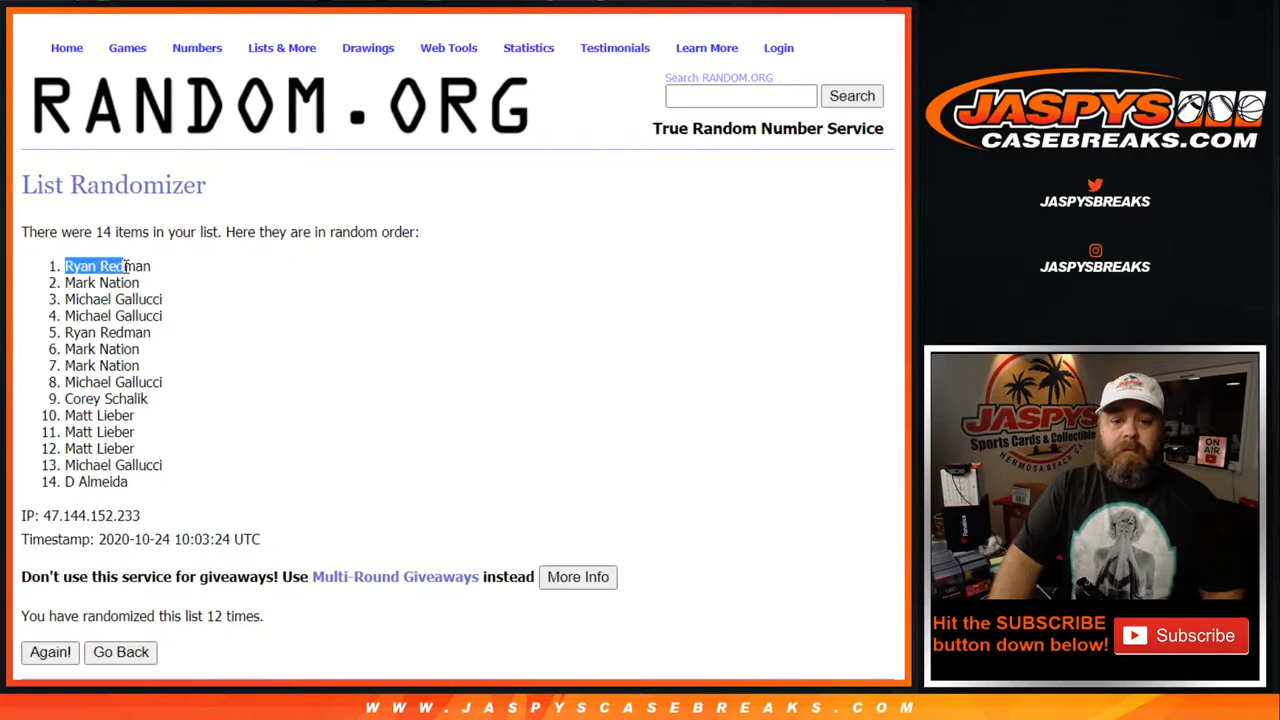 Home Games Numbers Lists & More Drawings Web Tools Statistics Testimonials Learn More Login
RANDOM.ORG
Search RANDOM.ORG
Search
True Random Number Service
List Randomizer
There were 14 items in your list. Here they are in random order:
1. Ryan Redman
2. Mark Nation
3. Michael Gallucci
4. Michael Gallucci
5. Ryan Redman
6. Mark Nation
7. Mark Nation
8. Michael Gallucci
9. Corey Schalik
10. Matt Lieber
11. Matt Lieber
12. Matt Lieber
13. Michael Gallucci
14. D Almeida
IP: 47.144.152.233
Timestamp: 2020-10-24 10:03:24 UTC
Don't use this service for giveaways! Use Multi-Round Giveaways instead More Info
You have randomized this list 12 times.
Again! Go Back
JASPYS
CASEBREAKS.COM
JASPYSBREAKS
JASPYSBREAKS
JASPYS
Sports Cards & Collectibles
HERMOSA BEACH, CA
ON AIR
Fanatics
Hit the SUBSCRIBE
button down below!
Subscribe
WWW.JASPYSCASEBREAKS.COM